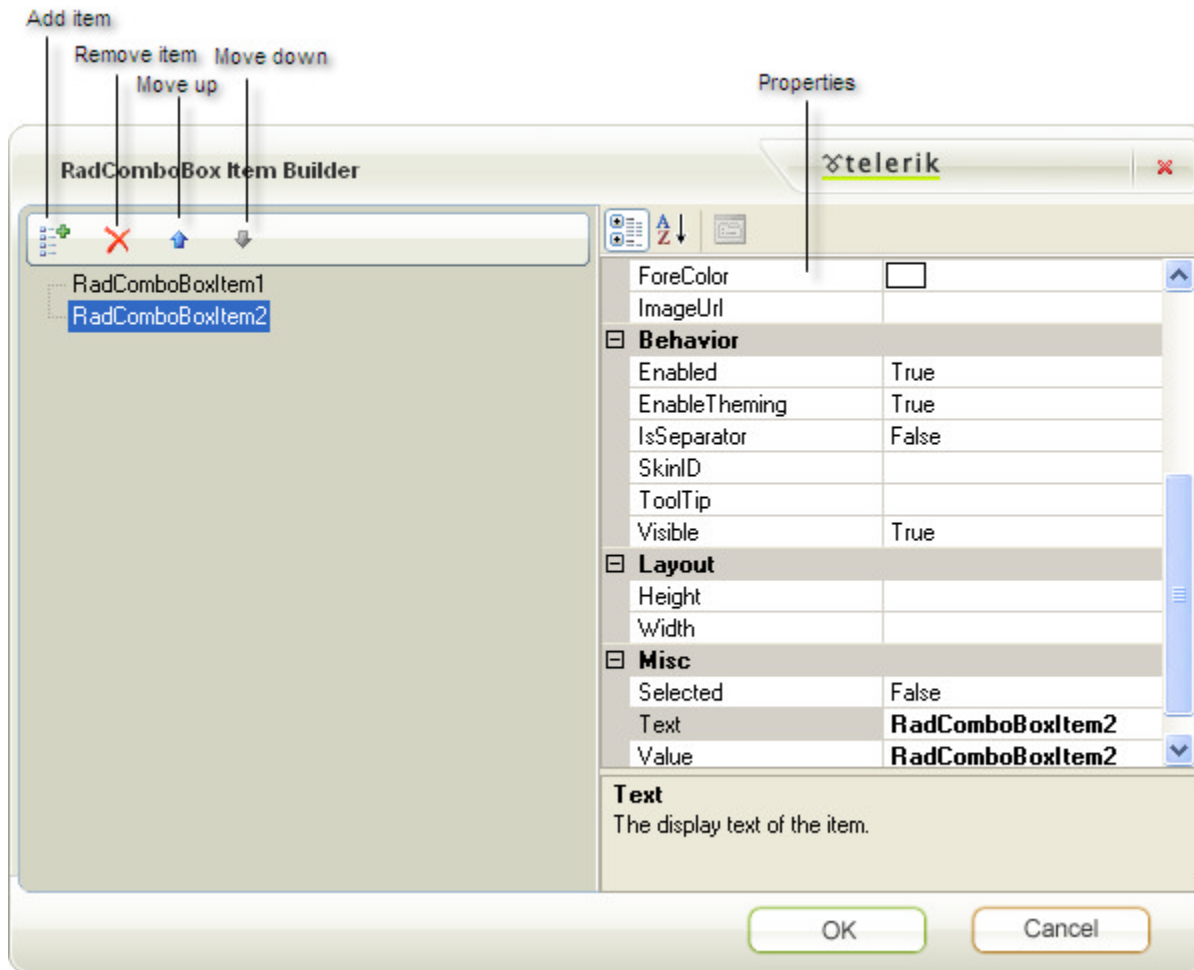 Add item
Remove item
Move down
Move up
Properties
RadComboBox Item Builder
telerik
RadComboBoxItem1
RadComboBoxItem2
A
Z
ForeColor
ImageUrl
Behavior
Enabled True
EnableTheming True
IsSeparator False
SkinID
ToolTip
Visible True
Layout
Height
Width
Misc
Selected False
Text RadComboBoxItem2
Value RadComboBoxItem2
Text
The display text of the item.
OK
Cancel